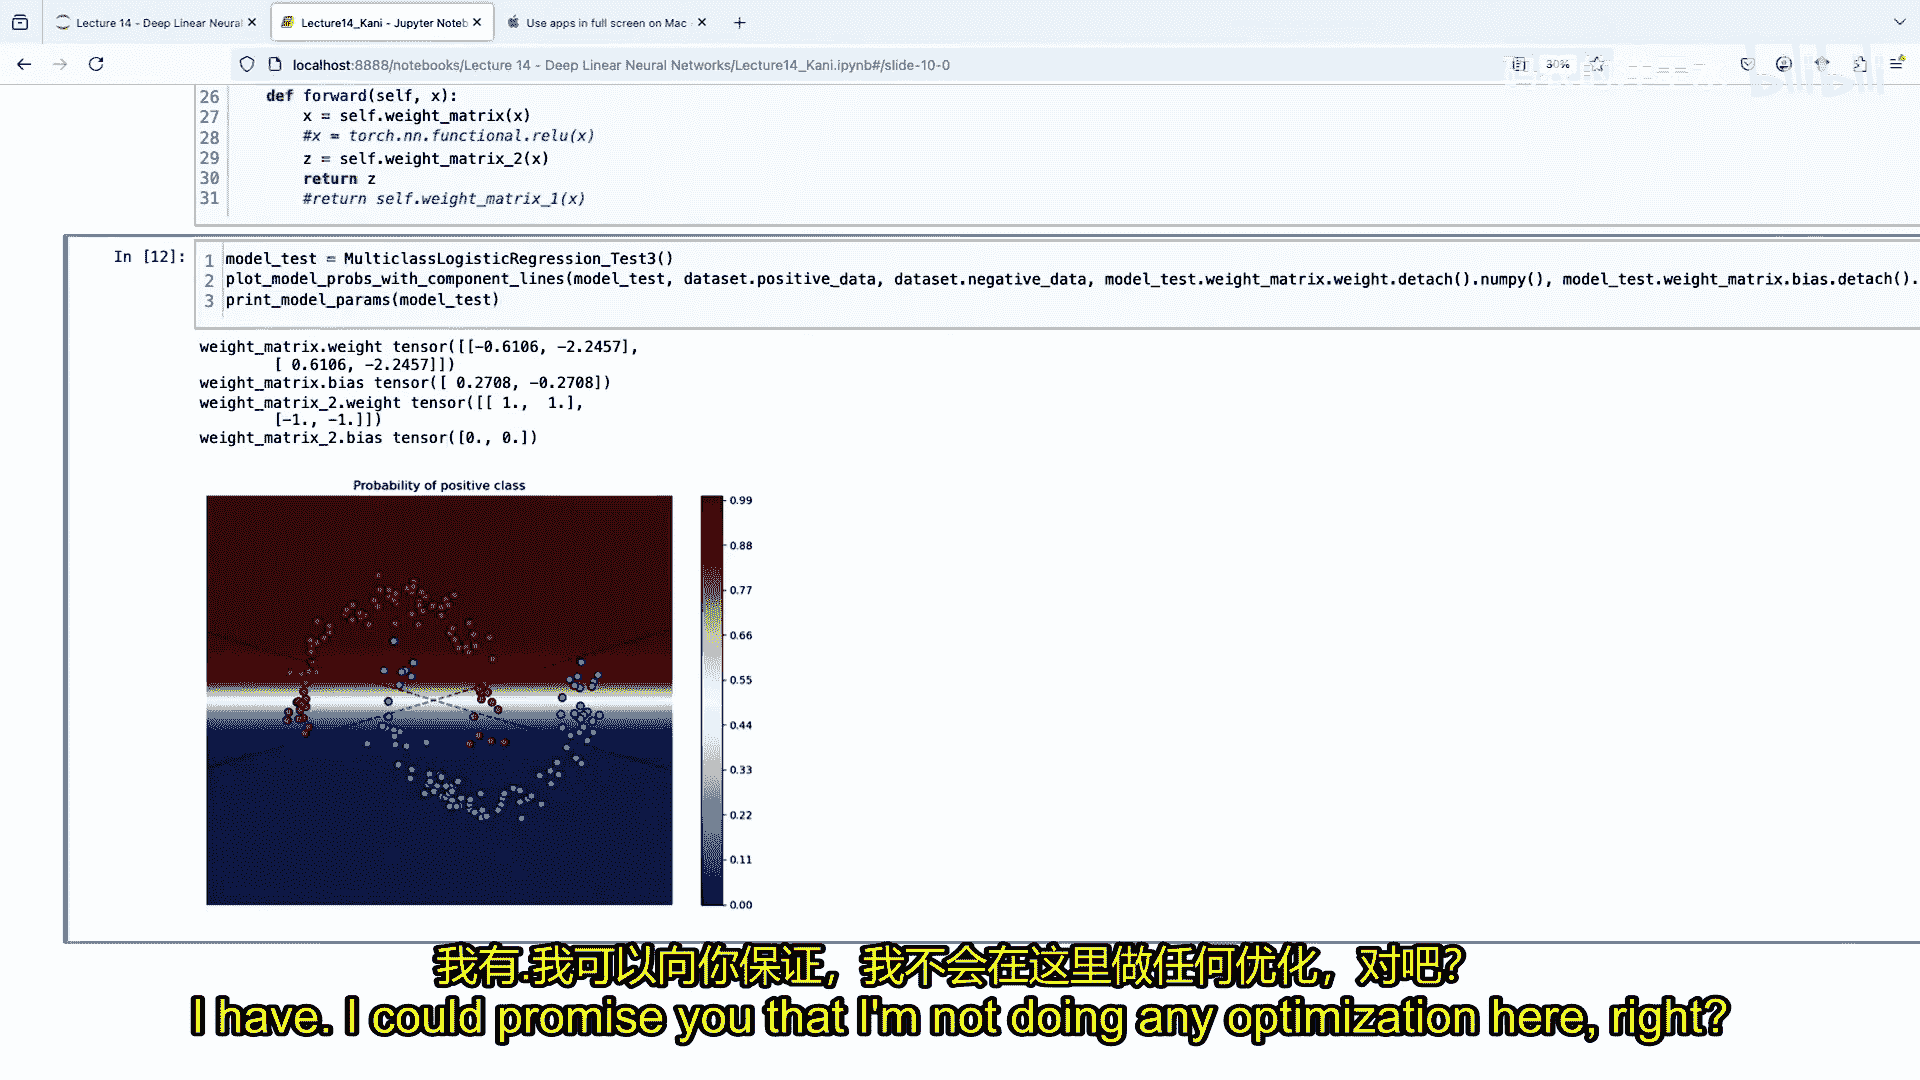 Lecture 14 - Deep Linear Neural
Lecture14_Kani - Jupyter Noteb
Use apps in full screen on Mac
localhost:8888/notebooks/Lecture 14 - Deep Linear Neural Networks/Lecture14_Kani.ipynb#/slide-10-0
30%
26 def forward(self, x):
27 x = self.weight_matrix(x)
28 #x = torch.nn.functional.relu(x)
29 z = self.weight_matrix_2(x)
30 return z
31 #return self.weight_matrix_1(x)
In [12]:
1 model_test = MulticlassLogisticRegression_Test3()
2 plot_model_probs_with_component_lines(model_test, dataset.positive_data, dataset.negative_data, model_test.weight_matrix.weight.detach().numpy(), model_test.weight_matrix.bias.detach().
3 print_model_params(model_test)
weight_matrix.weight tensor([[-0.6106, -2.2457],
[ 0.6106, -2.2457]])
weight_matrix.bias tensor([ 0.2708, -0.2708])
weight_matrix_2.weight tensor([[ 1., 1.],
[-1., -1.]])
weight_matrix_2.bias tensor([0., 0.])
Probability of positive class
0.99
0.88
0.77
0.66
0.55
0.44
0.33
0.22
0.11
0.00
我有.我可以向你保证，我不会在这里做任何优化，对吧？
I have. I could promise you that I'm not doing any optimization here, right?